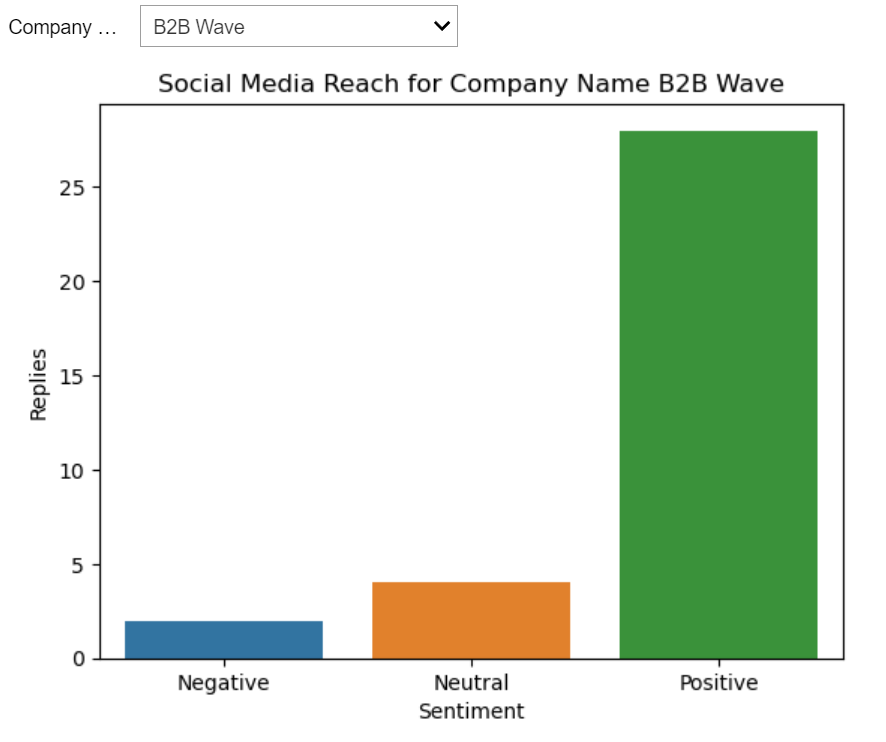 Company ... B2B Wave
Social Media Reach for Company Name B2B Wave
Replies
25
20
15
10
5
0
Negative Neutral Positive
Sentiment